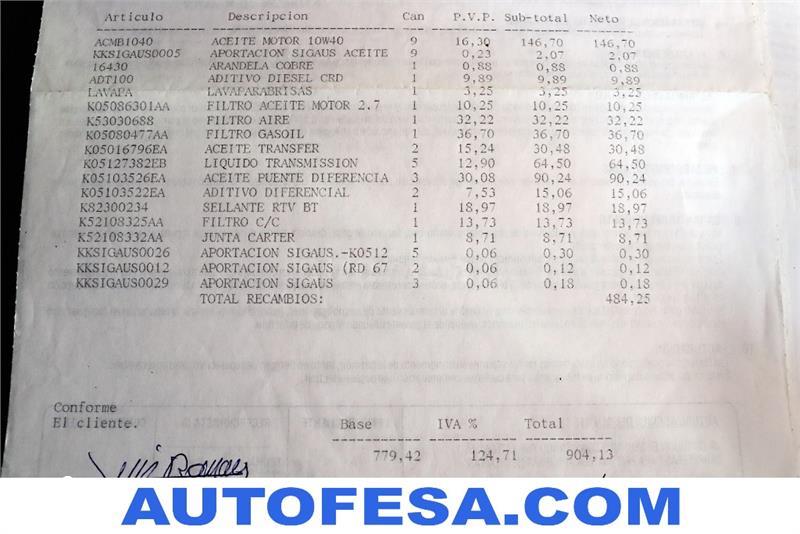 Articulo Descripcion Can P.V.P. Sub-total Neto
ACMB1040 ACEITE MOTOR 10W40 9 16,30 146,70 146,70
KKSIGAUS0005 APORTACION SIGAUS ACEITE 9 0,23 2,07 2,07
16430 ARANDELA COBRE 1 0,88 0,88 0,88
ADT100 ADITIVO DIESEL CRD 1 9,89 9,89 9,89
LAVAPA LAVAPARABRISAS 1 3,25 3,25 3,25
K05086301AA FILTRO ACEITE MOTOR 2.7 1 10,25 10,25 10,25
K53030688 FILTRO AIRE 1 32,22 32,22 32,22
K05080477AA FILTRO GASOIL 1 36,70 36,70 36,70
K05016796EA ACEITE TRANSFER 2 15,24 30,48 30,48
K05127382EB LIQUIDO TRANSMISSION 5 12,90 64,50 64,50
K05103526EA ACEITE PUENTE DIFERENCIA 3 30,08 90,24 90,24
K05103522EA ADITIVO DIFERENCIAL 2 7,53 15,06 15,06
K82300234 SELLANTE RTV BT 1 18,97 18,97 18,97
K52108325AA FILTRO C/C 1 13,73 13,73 13,73
K52108332AA JUNTA CARTER 1 8,71 8,71 8,71
KKSIGAUS0026 APORTACION SIGAUS.-K0512 5 0,06 0,30 0,30
KKSIGAUS0012 APORTACION SIGAUS (RD 67 2 0,06 0,12 0,12
KKSIGAUS0029 APORTACION SIGAUS 3 0,06 0,18 0,18
TOTAL RECAMBIOS: 484,25
Conforme
El cliente.
Base IVA % Total
779,42 124,71 904,13
AUTOFESA.COM